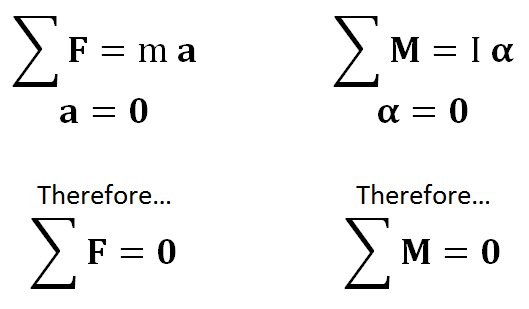 ∑ F = m a
a = 0
Therefore...
∑ F = 0
∑ M = I α
α = 0
Therefore...
∑ M = 0